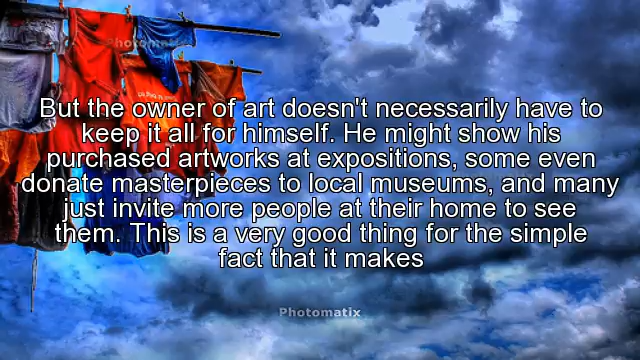 Photomatix
But the owner of art doesn't necessarily have to
keep it all for himself. He might show his
purchased artworks at expositions, some even
donate masterpieces to local museums, and many
just invite more people at their home to see
them. This is a very good thing for the simple
fact that it makes
Photomatix